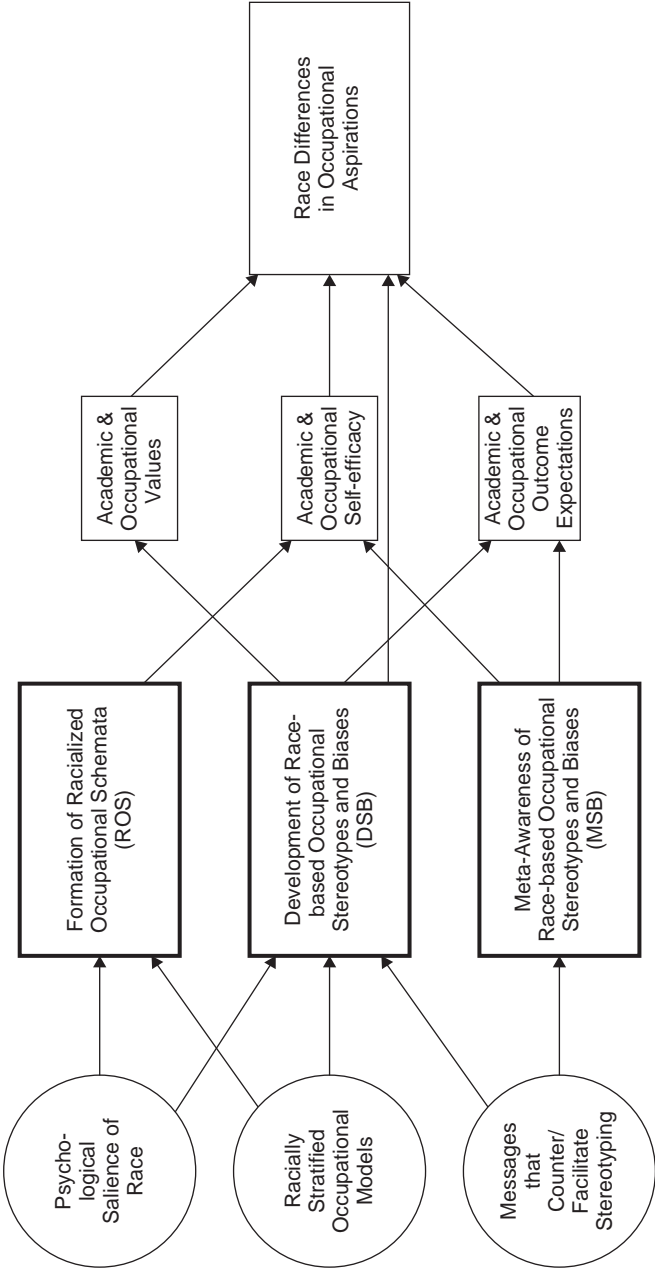 Psycho-
logical
Salience of
Race
Racially
Stratified
Occupational
Models
Messages
that
Counter/
Facilitate
Stereotyping
Formation of Racialized
Occupational Schemata
(ROS)
Development of Race-
based Occupational
Stereotypes and Biases
(DSB)
Meta-Awareness of
Race-based Occupational
Stereotypes and Biases
(MSB)
Academic &
Occupational
Values
Academic &
Occupational
Self-efficacy
Academic &
Occupational
Outcome
Expectations
Race Differences
in Occupational
Aspirations